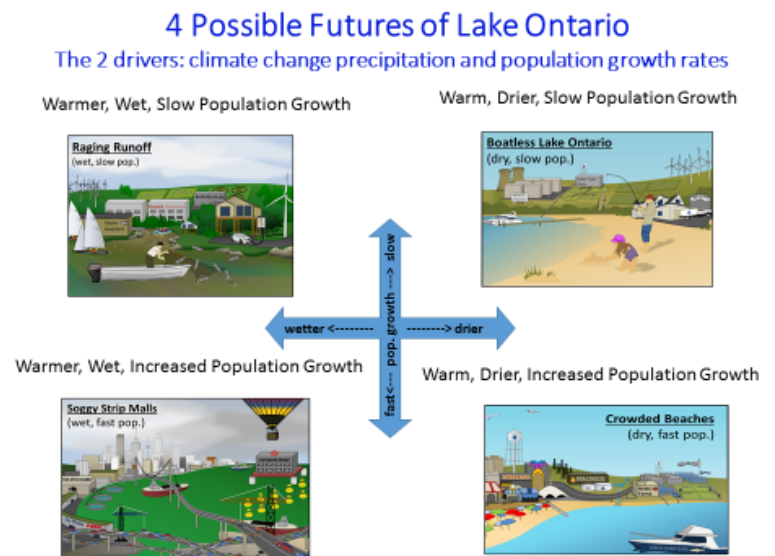 4 Possible Futures of Lake Ontario
The 2 drivers: climate change precipitation and population growth rates
Warmer, Wet, Slow Population Growth
Warm, Drier, Slow Population Growth
Raging Runoff
(wet, slow pop.)
Boatless Lake Ontario
(dry, slow pop.)
wetter <-------- --------> drier
fast<---- pop. growth ----> slow
Warmer, Wet, Increased Population Growth
Warm, Drier, Increased Population Growth
Soggy Strip Malls
(wet, fast pop.)
Crowded Beaches
(dry, fast pop.)